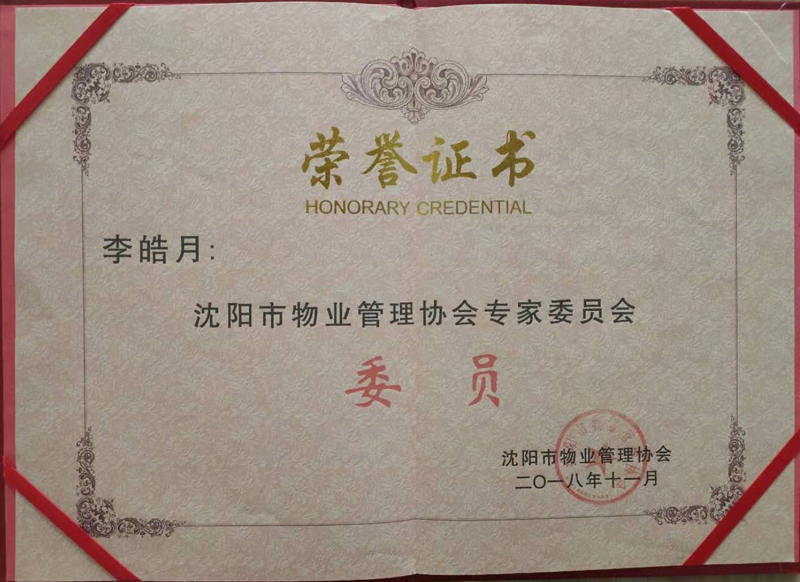 荣誉证书
HONORARY CREDENTIAL
李皓月:
沈阳市物业管理协会专家委员会
委 员
沈阳市物业管理协会
二〇一八年十一月